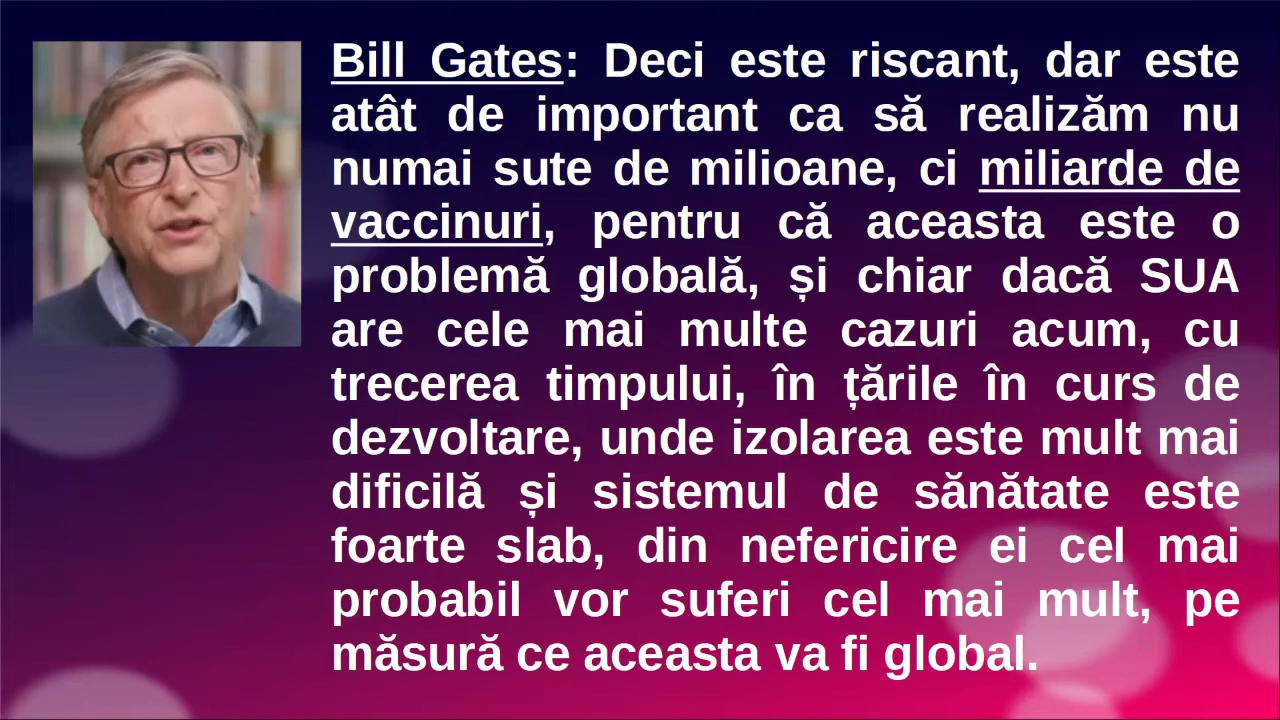 Bill Gates: Deci este riscant, dar este
atât de important ca să realizăm nu
numai sute de milioane, ci miliarde de
vaccinuri, pentru că aceasta este o
problemă globală, și chiar dacă SUA
are cele mai multe cazuri acum, cu
trecerea timpului, în țările în curs de
dezvoltare, unde izolarea este mult mai
dificilă și sistemul de sănătate este
foarte slab, din nefericire ei cel mai
probabil vor suferi cel mai mult, pe
măsură ce aceasta va fi global.